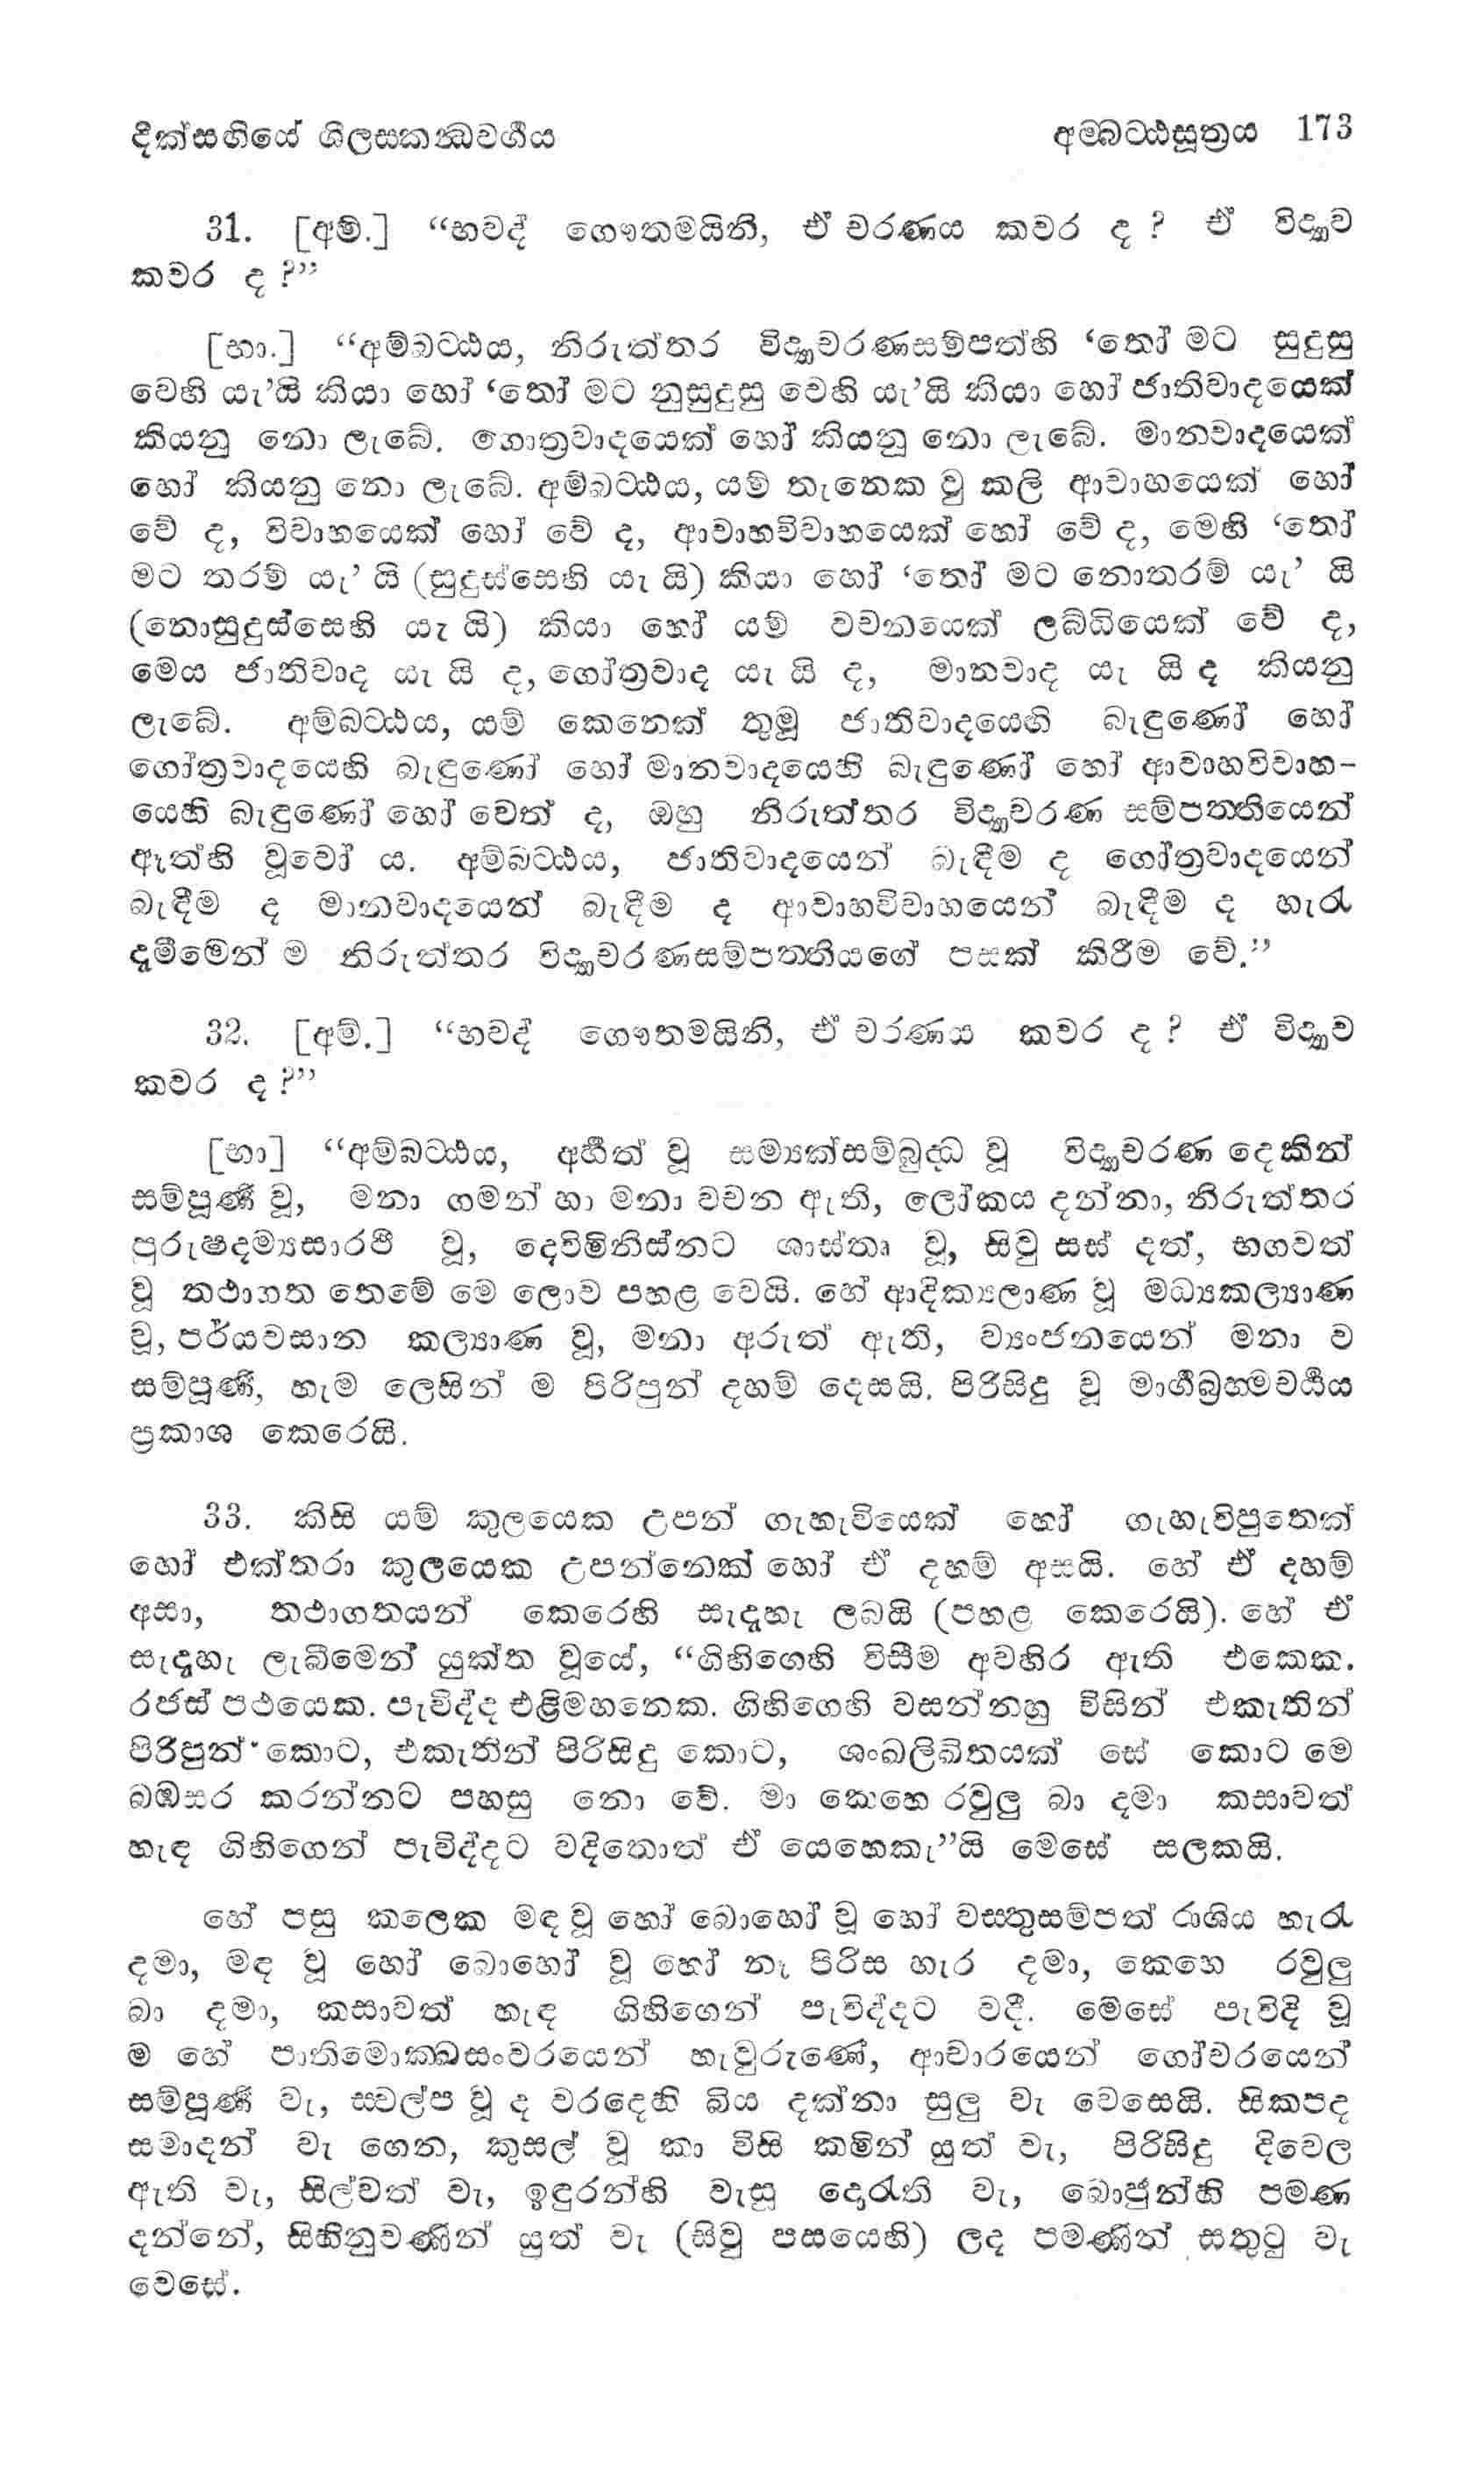 දික්සඟියේ ශීලසකන්‍ධවර්‍ගය අම්බට්ඨසූත්‍රය 173
31. [අම්.] “භවද් ගෞතමයිනි, ඒ චරණය කවර ද ? ඒ විද්‍යාව
කවර ද ?”
[භා.] “අම්බට්ඨය, නිරුත්තර විද්‍යාචරණසම්පත්හි ‘තෝ මට සුදුසු
වෙහි යැ’යි කියා හෝ ‘තෝ මට නුසුදුසු වෙහි යැ’යි කියා හෝ ජාතිවාදයෙක්
කියනු නො ලැබේ. ගොත්‍රවාදයෙක් හෝ කියනු නො ලැබේ. මානවාදයෙක්
හෝ කියනු නො ලැබේ. අම්බට්ඨය, යම් තැනෙක වූ කලි ආවාහයෙක් හෝ
වේ ද, විවාහයෙක් හෝ වේ ද, ආවාහවිවාහයෙක් හෝ වේ ද, මෙහි ‘තෝ
මට තරම් යැ’ යි (සුදුස්සෙහි යැ යි) කියා හෝ ‘තෝ මට නොතරම් යැ’ යි
(නොසුදුස්සෙහි යැ යි) කියා හෝ යම් වචනයෙක් ලබ්ධියෙක් වේ ද,
මෙය ජාතිවාද යැ යි ද, ගෝත්‍රවාද යැ යි ද, මානවාද යැ යි ද කියනු
ලැබේ. අම්බට්ඨය, යම් කෙනෙක් තුමූ ජාතිවාදයෙහි බැඳුණෝ හෝ
ගෝත්‍රවාදයෙහි බැඳුණෝ හෝ මානවාදයෙහි බැඳුණෝ හෝ ආවාහවිවාහ-
යෙහි බැඳුණෝ හෝ වෙත් ද, ඔහු නිරුත්තර විද්‍යාචරණ සම්පත්තියෙන්
ඈත්හි වූවෝ ය. අම්බට්ඨය, ජාතිවාදයෙන් බැඳීම ද ගෝත්‍රවාදයෙන්
බැඳීම ද මානවාදයෙන් බැඳීම ද ආවාහවිවාහයෙන් බැඳීම ද හැරැ
දැමීමෙන් ම නිරුත්තර විද්‍යාචරණසම්පත්තියගේ පසක් කිරීම වේ.”
32. [අම්.] “භවද් ගෞතමයිනි, ඒ චරණය කවර ද ? ඒ විද්‍යාව
කවර ද ?”
[භා] “අම්බට්ඨය, අර්‍හත් වූ සම්‍යක්සම්බුද්ධ වූ විද්‍යාචරණ දෙකින්
සම්පූර්‍ණ වූ, මනා ගමන් හා මනා වචන ඇති, ලෝකය දන්නා, නිරුත්තර
පුරුෂදම්‍යසාරථි වූ, දෙව්මිනිස්නට ශාස්තෘ වූ, සිවු සස් දත්, භගවත්
වූ තථාගත තෙමේ මෙ ලොව පහළ වෙයි. හේ ආදික්‍යලාණ වූ මධ්‍යකල්‍යාණ
වූ, පර්යවසාන කල්‍යාණ වූ, මනා අරුත් ඇති, ව්‍යංජනයෙන් මනා ව
සම්පූර්‍ණ, හැම ලෙසින් ම පිරිපුන් දහම් දෙසයි. පිරිසිදු වූ මාර්‍ගබ්‍රහ්මචර්‍ය්‍යය
ප්‍රකාශ කෙරෙයි.
33. කිසි යම් කුලයෙක උපන් ගැහැවියෙක් හෝ ගැහැවිපුතෙක්
හෝ එක්තරා කුලයෙක උපන්නෙක් හෝ ඒ දහම් අසයි. හේ ඒ දහම්
අසා, තථාගතයන් කෙරෙහි සැදැහැ ලබයි (පහළ කෙරෙයි). හේ ඒ
සැදැහැ ලැබීමෙන් යුක්ත වූයේ, “ගිහිගෙහි විසීම අවහිර ඇති එකෙක.
රජස් පථයෙක. පැවිද්ද එළිමහනෙක. ගිහිගෙහි වසන්නහු විසින් එකැතින්
පිරිපුන් කොට, එකැතින් පිරිසිදු කොට, ශංඛලිඛිතයක් සේ කොට මෙ
බඹසර කරන්නට පහසු නො වේ. මා කෙහෙ රවුලු බා දමා කසාවත්
හැඳ ගිහිගෙන් පැවිද්දට වදිතොත් ඒ යෙහෙකැ”යි මෙසේ සලකයි.
හේ පසු කලෙක මඳ වූ හෝ බොහෝ වූ හෝ වස්තුසම්පත් රාශිය හැරැ
දමා, මඳ වූ හෝ බොහෝ වූ හෝ නෑ පිරිස හැර දමා, කෙහෙ රවුලු
බා දමා, කසාවත් හැඳ ගිහිගෙන් පැවිද්දට වදී. මෙසේ පැවිදි වූ
ම හේ පාතිමොක්ඛසංවරයෙන් හැවුරුණේ, ආචාරයෙන් ගෝචරයෙන්
සම්පූර්‍ණ වැ, ස්වල්ප වූ ද වරදෙහි බිය දක්නා සුලු වැ වෙසෙයි. සිකපද
සමාදන් වැ ගෙන, කුසල් වූ කා විසි කමින් යුත් වැ, පිරිසිදු දිවෙල
ඇති වැ, සිල්වත් වැ, ඉඳුරන්හි වැසූ දොරැති වැ, බොජුන්හි පමණ
දන්නේ, සිහිනුවණින් යුත් වැ (සිවු පසයෙහි) ලද පමණින් සතුටු වැ
වෙසේ.